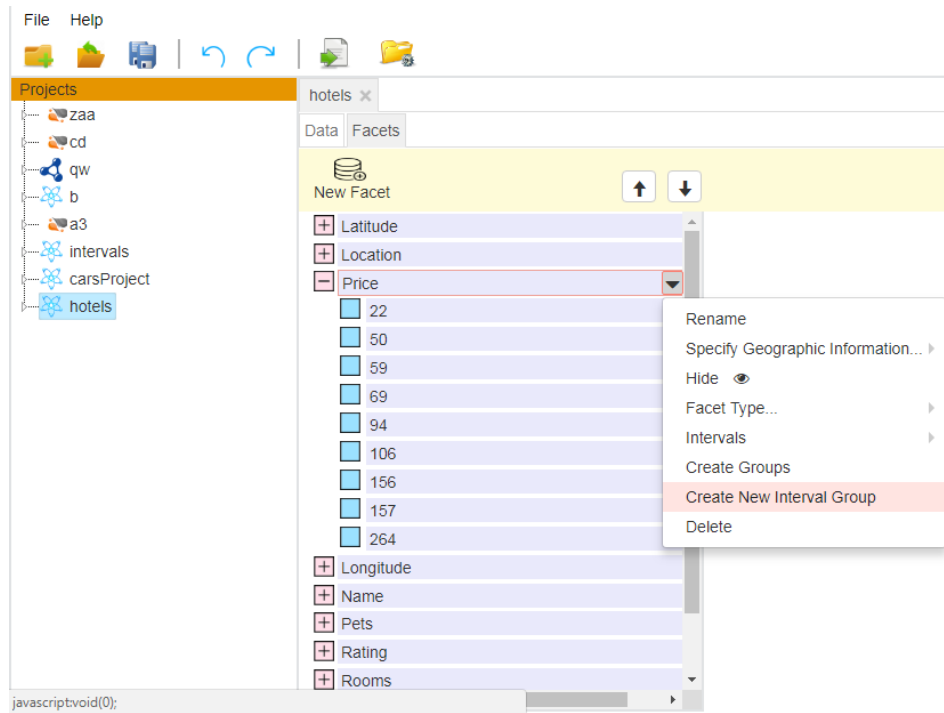 File Help
Projects
zaa
cd
qw
b
a3
intervals
carsProject
hotels
hotels
Data Facets
New Facet
Latitude
Location
Price
22
50
59
69
94
106
156
157
264
Longitude
Name
Pets
Rating
Rooms
Rename
Specify Geographic Information...
Hide
Facet Type...
Intervals
Create Groups
Create New Interval Group
Delete
javascript:void(0);